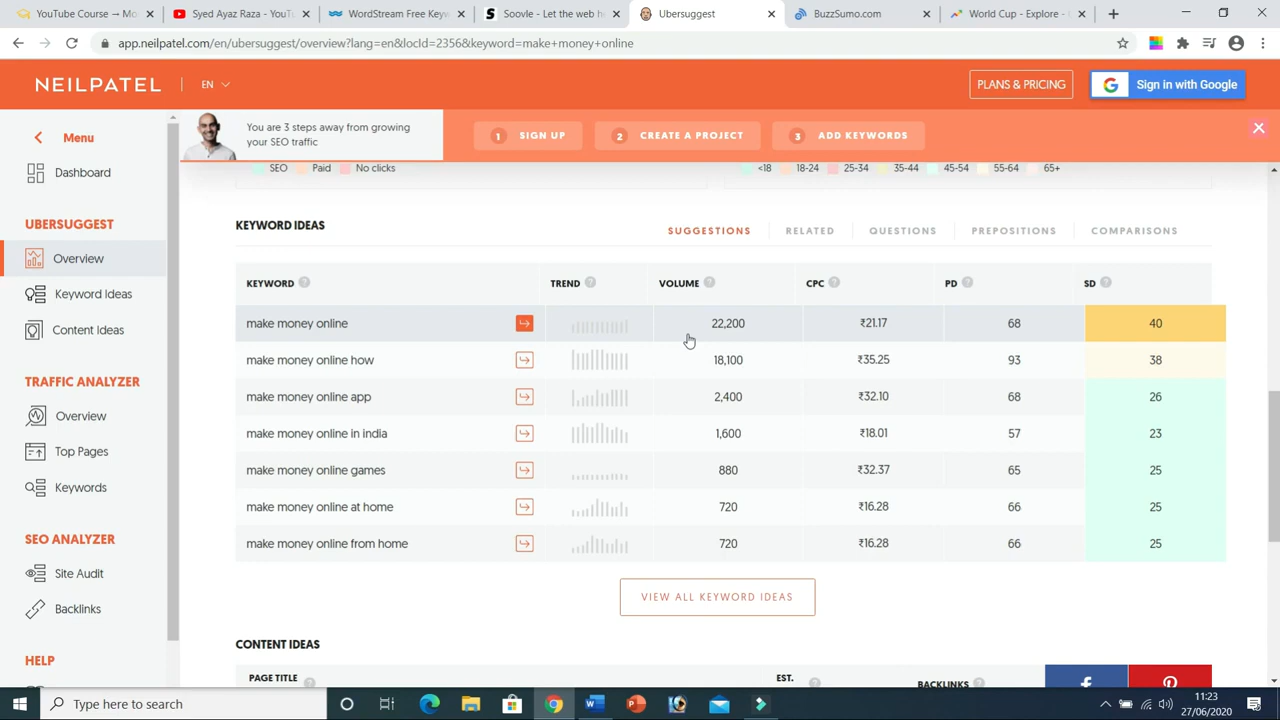 YouTube Course → Mo
Syed Ayaz Raza - YouTu
WordStream Free Keyw
Soovle - Let the web h
Ubersuggest
BuzzSumo.com
World Cup - Explore -
app.neilpatel.com/en/ubersuggest/overview?lang=en&locId=2356&keyword=make+money+online
NEILPATEL
EN
PLANS & PRICING
G Sign in with Google
Menu
You are 3 steps away from growing
your SEO traffic
1 SIGN UP
2 CREATE A PROJECT
3 ADD KEYWORDS
Dashboard
SEO Paid No clicks
<18 18-24 25-34 35-44 45-54 55-64 65+
UBERSUGGEST
Overview
Keyword Ideas
Content Ideas
TRAFFIC ANALYZER
Overview
Top Pages
Keywords
SEO ANALYZER
Site Audit
Backlinks
HELP
KEYWORD IDEAS
SUGGESTIONS RELATED QUESTIONS PREPOSITIONS COMPARISONS
KEYWORD ? TREND ? VOLUME ? CPC ? PD ? SD ?
make money online 22,200 ₹21.17 68 40
make money online how 18,100 ₹35.25 93 38
make money online app 2,400 ₹32.10 68 26
make money online in india 1,600 ₹18.01 57 23
make money online games 880 ₹32.37 65 25
make money online at home 720 ₹16.28 66 25
make money online from home 720 ₹16.28 66 25
VIEW ALL KEYWORD IDEAS
CONTENT IDEAS
PAGE TITLE ? EST. ? BACKLINKS ?
Type here to search
11:23
27/06/2020